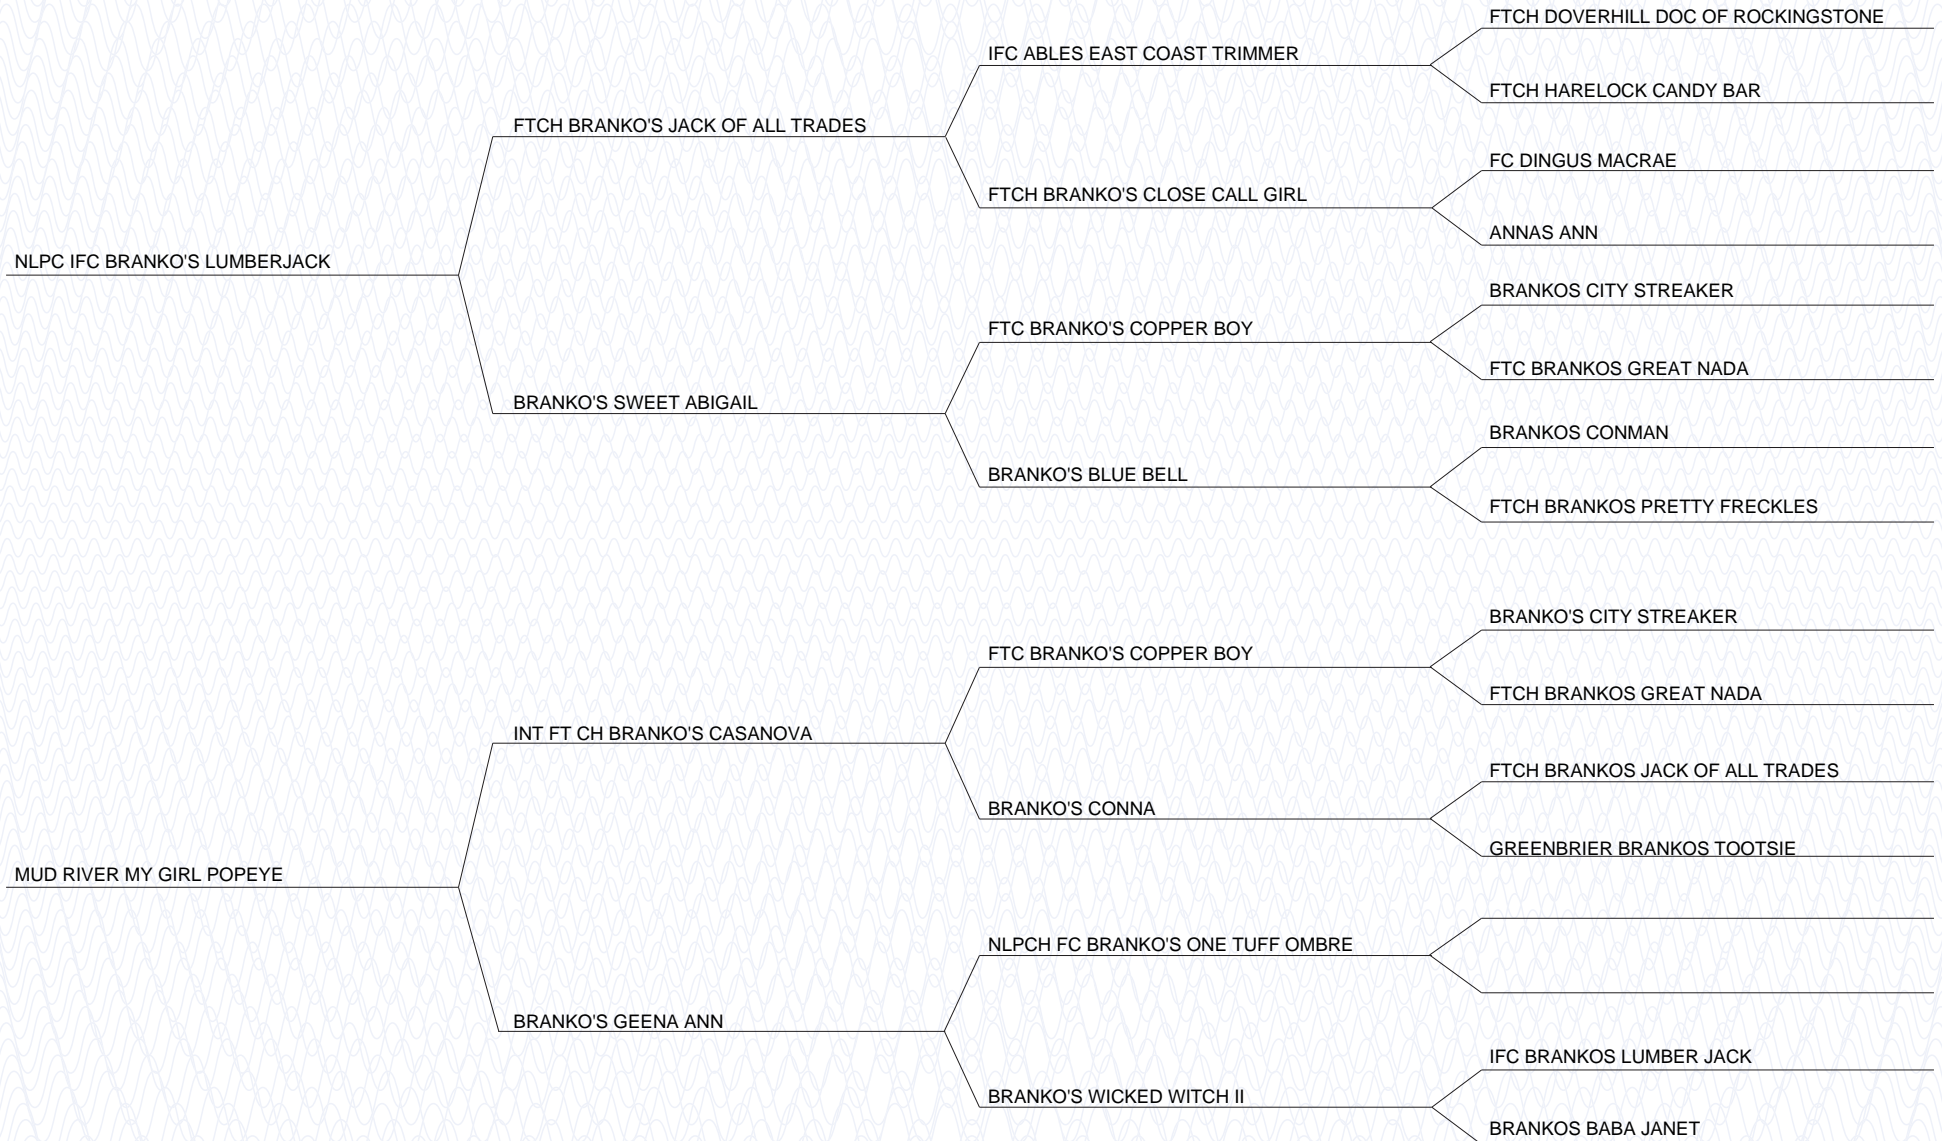 FTCH DOVERHILL DOC OF ROCKINGSTONE
IFC ABLES EAST COAST TRIMMER
FTCH HARELOCK CANDY BAR
FTCH BRANKO'S JACK OF ALL TRADES
FC DINGUS MACRAE
FTCH BRANKO'S CLOSE CALL GIRL
ANNAS ANN
NLPC IFC BRANKO'S LUMBERJACK
BRANKOS CITY STREAKER
FTC BRANKO'S COPPER BOY
FTC BRANKOS GREAT NADA
BRANKO'S SWEET ABIGAIL
BRANKOS CONMAN
BRANKO'S BLUE BELL
FTCH BRANKOS PRETTY FRECKLES
BRANKO'S CITY STREAKER
FTC BRANKO'S COPPER BOY
FTCH BRANKOS GREAT NADA
INT FT CH BRANKO'S CASANOVA
FTCH BRANKOS JACK OF ALL TRADES
BRANKO'S CONNA
GREENBRIER BRANKOS TOOTSIE
MUD RIVER MY GIRL POPEYE
NLPCH FC BRANKO'S ONE TUFF OMBRE
BRANKO'S GEENA ANN
IFC BRANKOS LUMBER JACK
BRANKO'S WICKED WITCH II
BRANKOS BABA JANET